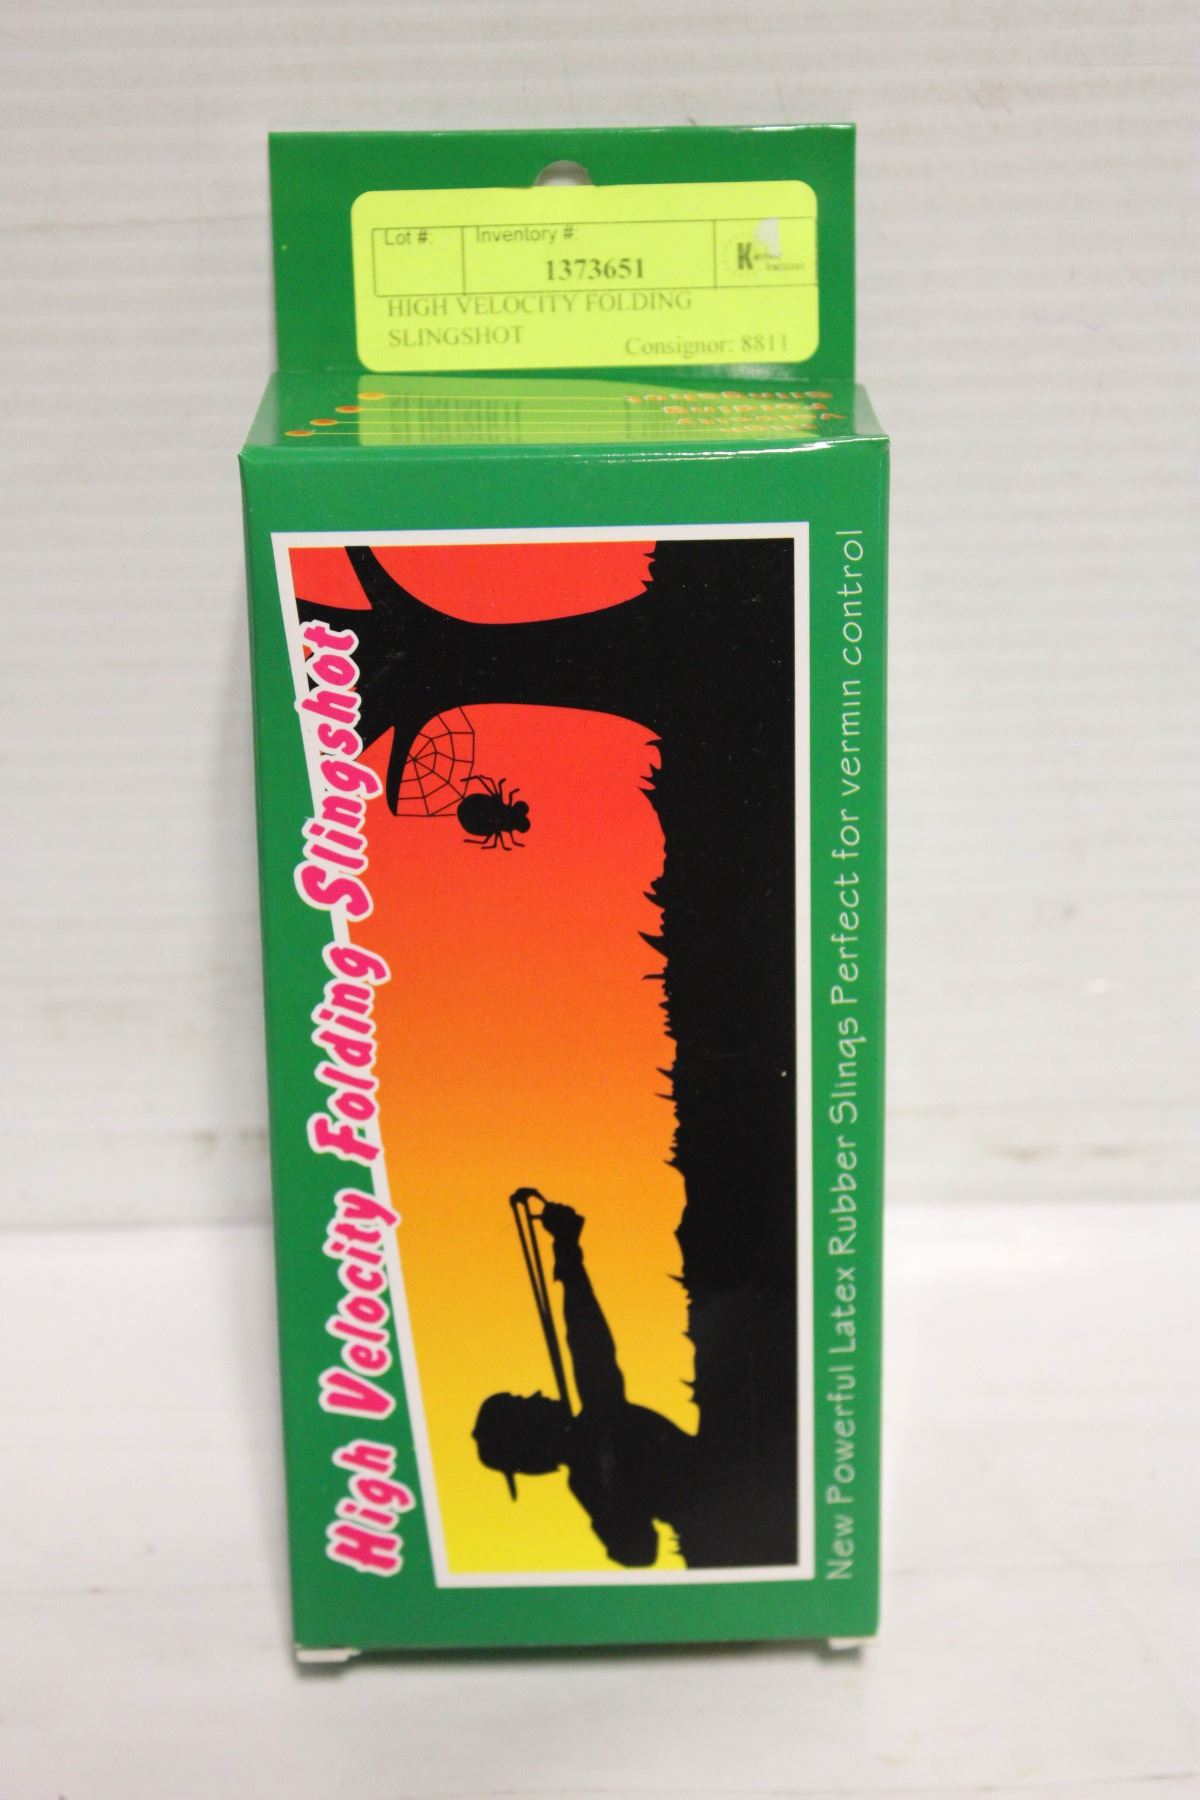 Lot #:
Inventory #:
1373651
HIGH VELOCITY FOLDING
SLINGSHOT
Consignor: 8811
High Velocity Folding Slingshot
New Powerful Latex Rubber Slings Perfect for vermin control